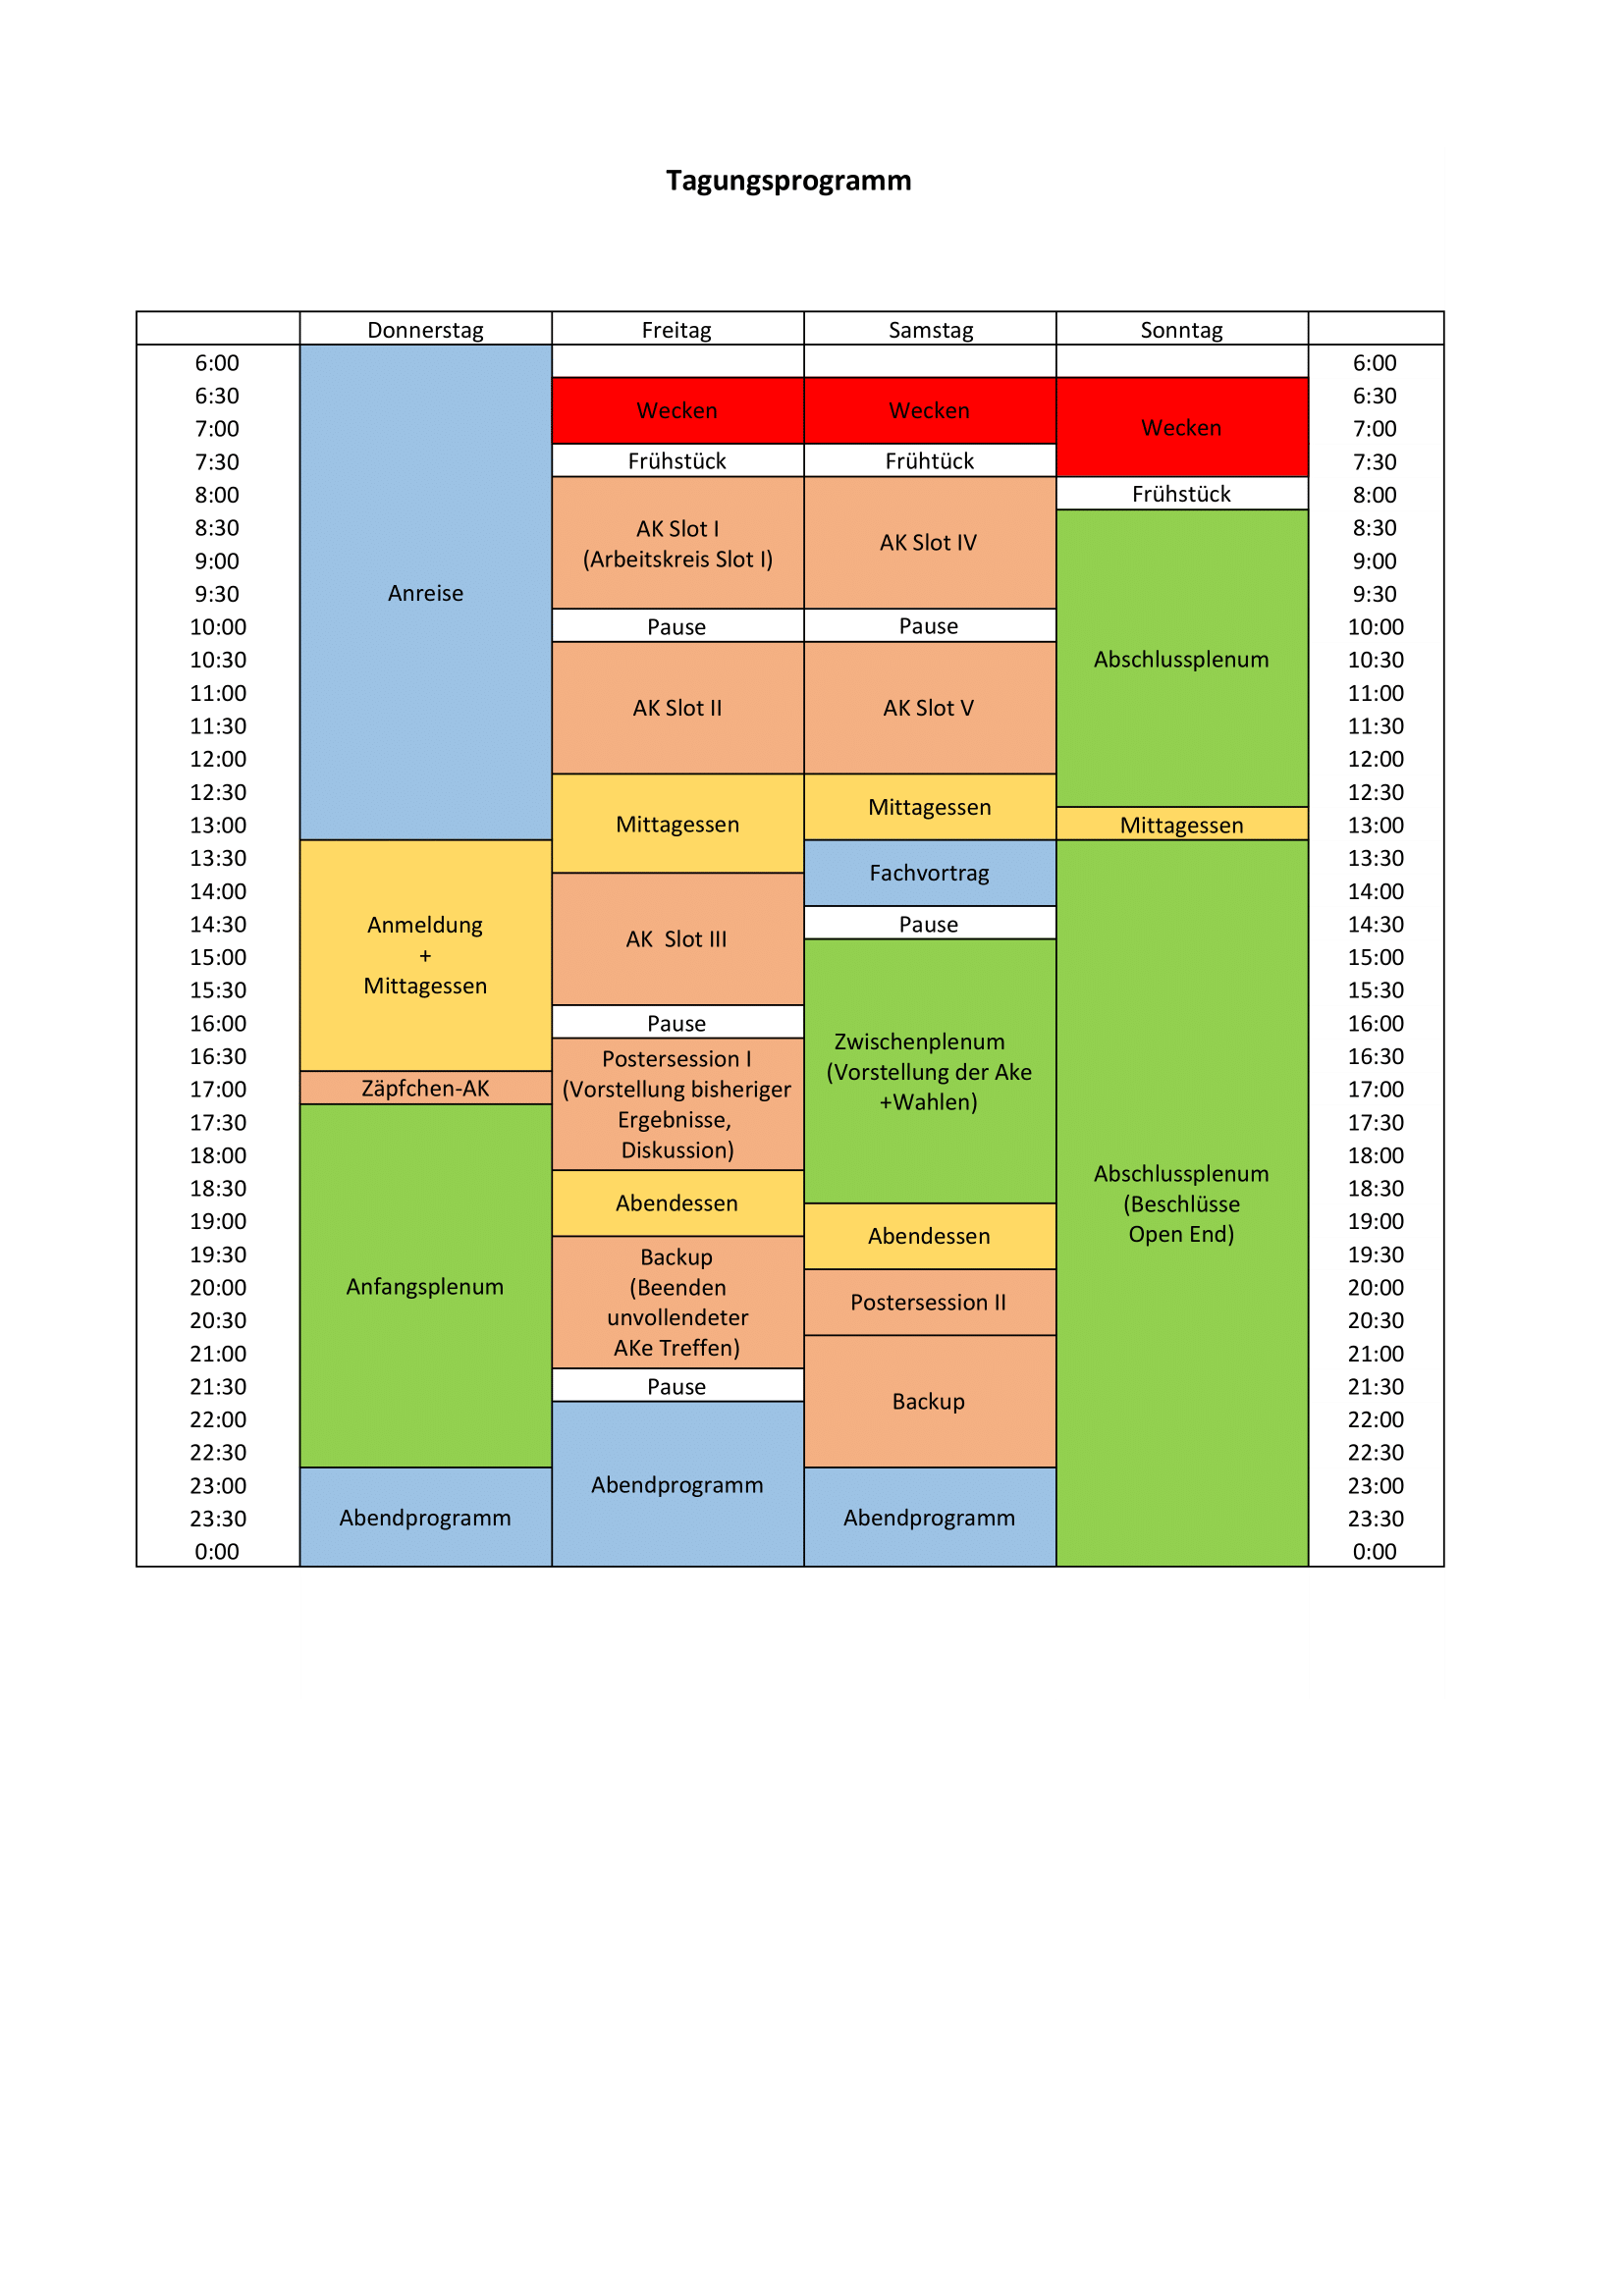 Tagungsprogramm
Donnerstag Freitag Samstag Sonntag
6:00 6:00
6:30 6:30
Wecken Wecken
7:00 Wecken 7:00
7:30 Frühstück Frühtück 7:30
8:00 Frühstück 8:00
8:30 8:30
AK Slot I
(Arbeitskreis Slot I)
AK Slot IV
9:00 9:00
9:30 Anreise 9:30
10:00 Pause Pause 10:00
10:30 Abschlussplenum 10:30
11:00 11:00
AK Slot II AK Slot V
11:30 11:30
12:00 12:00
12:30 12:30
Mittagessen
13:00 Mittagessen Mittagessen 13:00
13:30 13:30
Fachvortrag
14:00 14:00
14:30 Pause 14:30
Anmeldung
+
Mittagessen
AK  Slot III
15:00 15:00
15:30 15:30
16:00 Pause 16:00
16:30 16:30
Postersession I
(Vorstellung bisheriger
Ergebnisse,
Diskussion)
Zwischenplenum
(Vorstellung der Ake
+Wahlen)
17:00 Zäpfchen-AK 17:00
17:30 17:30
18:00 18:00
18:30 18:30
Abendessen
Abschlussplenum
(Beschlüsse
Open End)
19:00 19:00
Abendessen
19:30 19:30
Backup
(Beenden
unvollendeter
AKe Treffen)
20:00 Anfangsplenum 20:00
Postersession II
20:30 20:30
21:00 21:00
21:30 Pause 21:30
Backup
22:00 22:00
22:30 22:30
23:00 Abendprogramm 23:00
23:30 Abendprogramm Abendprogramm 23:30
0:00 0:00